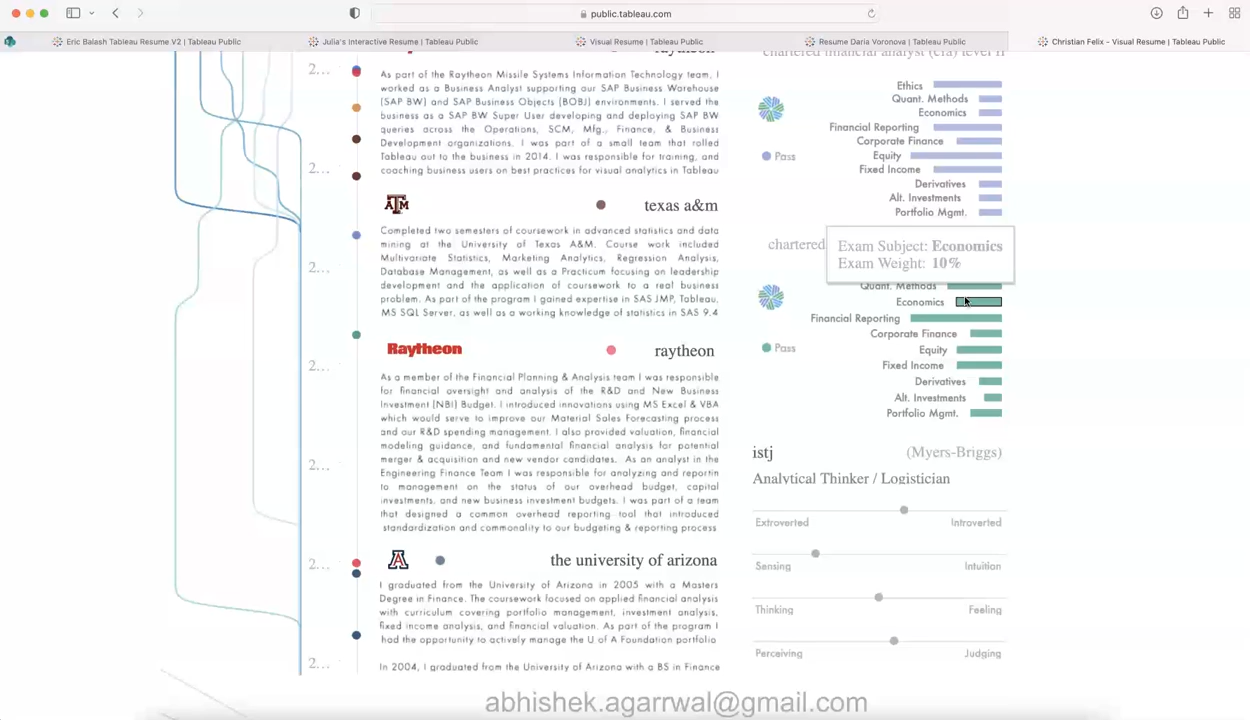 public.tableau.com
Eric Balash Tableau Resume V2 | Tableau Public
Julia's Interactive Resume | Tableau Public
Visual Resume | Tableau Public
Resume Daria Voronova | Tableau Public
Christian Felix - Visual Resume | Tableau Public
2...
2...
2...
2...
2...
2...
2...
raytheon
As part of the Raytheon Missile Systems Information Technology team, I
worked as a Business Analyst supporting our SAP Business Warehouse
(SAP BW) and SAP Business Objects (BOBJ) environments. I served the
business as a SAP BW Super User developing and deploying SAP BW
queries across the Operations, SCM, Mfg., Finance, & Business
Development organizations. I was part of a small team that rolled
Tableau out to the business in 2014. I was responsible for training, and
coaching business users on best practices for visual analytics in Tableau
texas a&m
Completed two semesters of coursework in advanced statistics and data
mining at the University of Texas A&M. Course work included
Multivariate Statistics, Marketing Analytics, Regression Analysis,
Database Management, as well as a Practicum focusing on leadership
development and the application of coursework to a real business
problem. As part of the program I gained expertise in SAS JMP, Tableau,
MS SQL Server, as well as a working knowledge of statistics in SAS 9.4
Raytheon
raytheon
As a member of the Financial Planning & Analysis team I was responsible
for financial oversight and analysis of the R&D and New Business
Investment (NBI) Budget. I introduced innovations using MS Excel & VBA
which would serve to improve our Material Sales Forecasting process
and our R&D spending management. I also provided valuation, financial
modeling guidance, and fundamental financial analysis for potential
merger & acquisition and new vendor candidates. As an analyst in the
Engineering Finance Team I was responsible for analyzing and reportin
to management on the status of our overhead budget, capital
investments, and new business investment budgets. I was part of a team
that designed a common overhead reporting tool that introduced
standardization and commonality to our budgeting & reporting process
the university of arizona
I graduated from the University of Arizona in 2005 with a Masters
Degree in Finance. The coursework focused on applied financial analysis
with curriculum covering portfolio management, investment analysis,
fixed income analysis, and financial valuation. As part of the program I
had the opportunity to actively manage the U of A Foundation portfolio
In 2004, I graduated from the University of Arizona with a BS in Finance
chartered financial analyst (cfa) level II
Ethics
Quant. Methods
Economics
Financial Reporting
Corporate Finance
Equity
Fixed Income
Derivatives
Alt. Investments
Portfolio Mgmt.
Pass
chartered
Exam Subject: Economics
Exam Weight: 10%
Quant. Methods
Economics
Financial Reporting
Corporate Finance
Equity
Fixed Income
Derivatives
Alt. Investments
Portfolio Mgmt.
Pass
istj (Myers-Briggs)
Analytical Thinker / Logistician
Extroverted Introverted
Sensing Intuition
Thinking Feeling
Perceiving Judging
abhishek.agarrwal@gmail.com